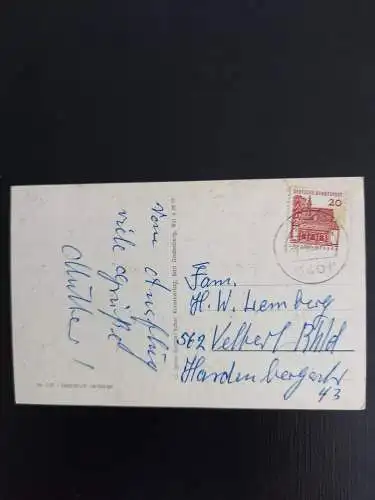 Vom Ausflug
viele Grüße
Mutter!
DEUTSCHE BUNDESPOST
20
Fam.
H. W. Lemberg
562 Velbert Rhld
Hardenbergerstr
43